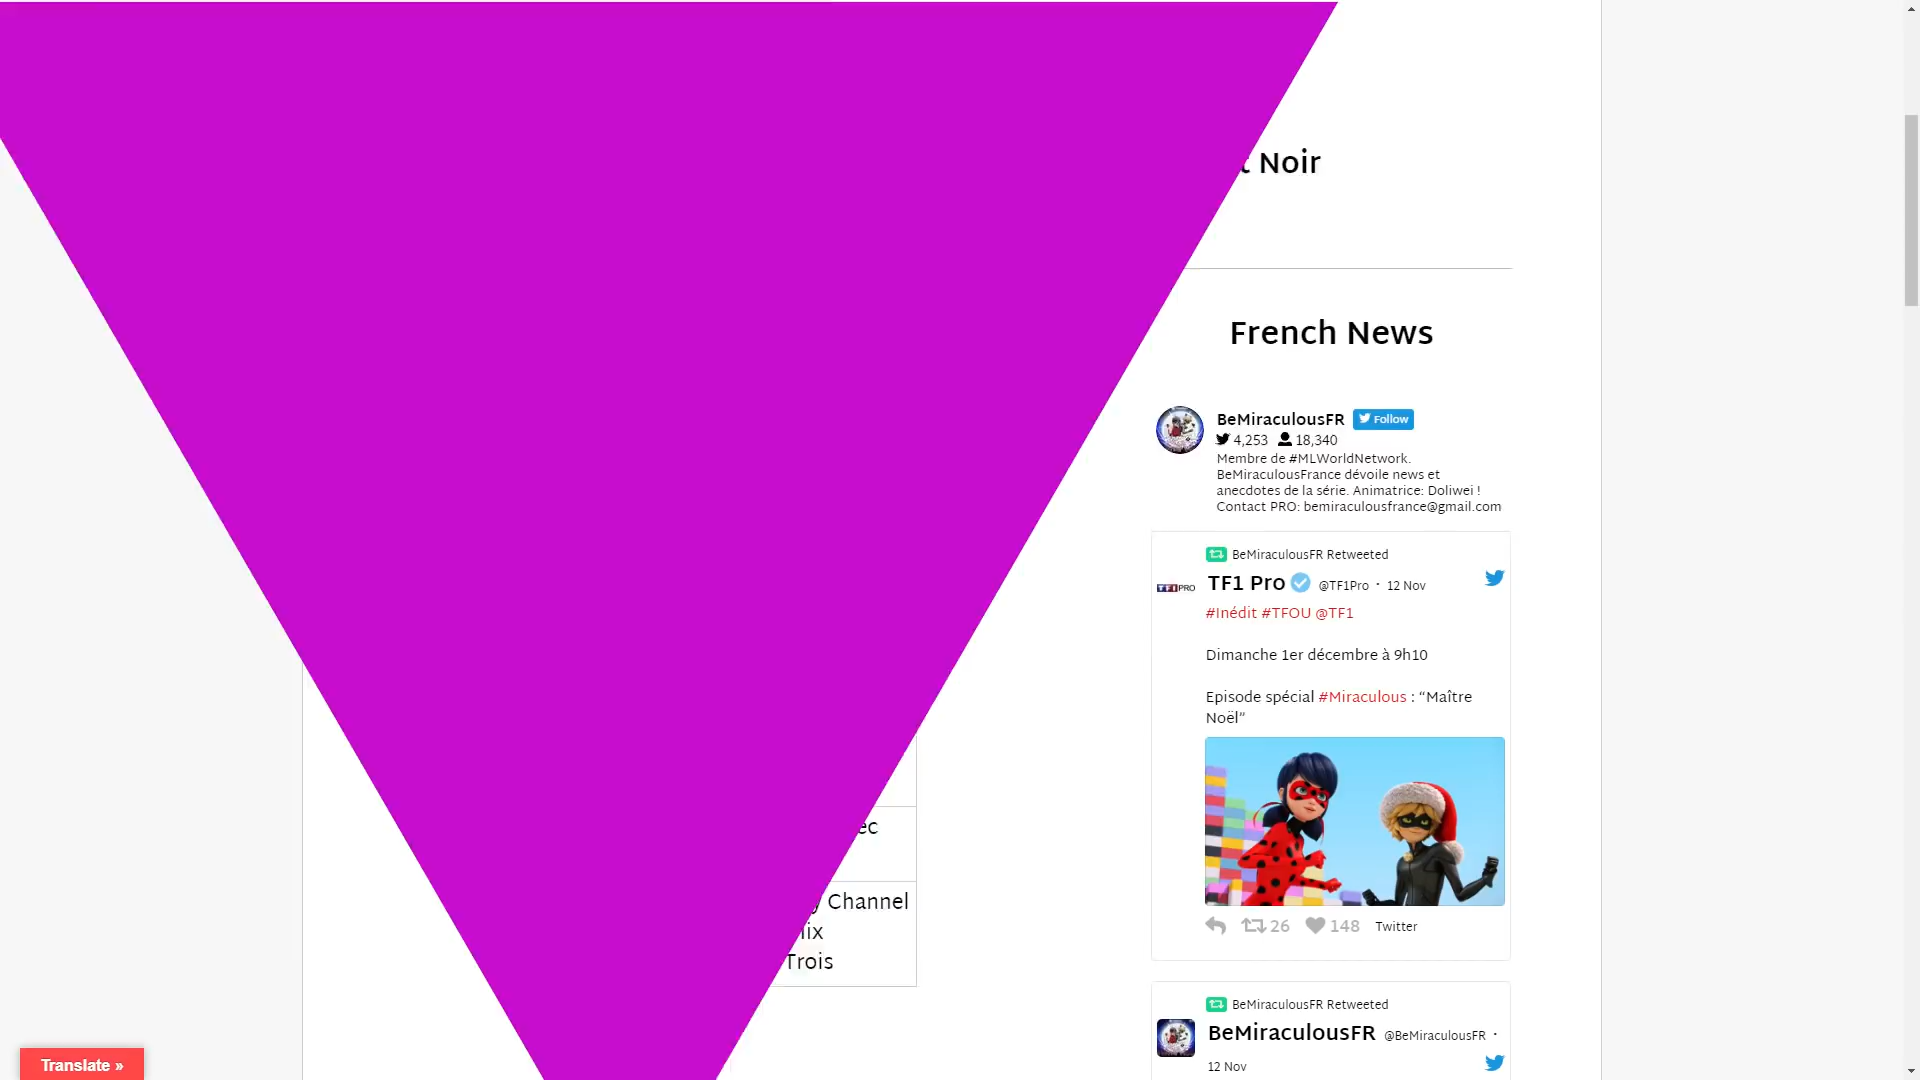 Noir
French News
BeMiraculousFR Follow
4,253 18,340
Membre de #MLWorldNetwork.
BeMiraculousFrance dévoile news et
anecdotes de la série. Animatrice: Doliwei !
Contact PRO: bemiraculousfrance@gmail.com
BeMiraculousFR Retweeted
TF1 PRO
TF1 Pro @TF1Pro · 12 Nov
#Inédit #TFOU @TF1
Dimanche 1er décembre à 9h10
Episode spécial #Miraculous : “Maître
Noël”
26 148 Twitter
BeMiraculousFR Retweeted
BeMiraculousFR @BeMiraculousFR ·
12 Nov
Channel
Trois
Translate »